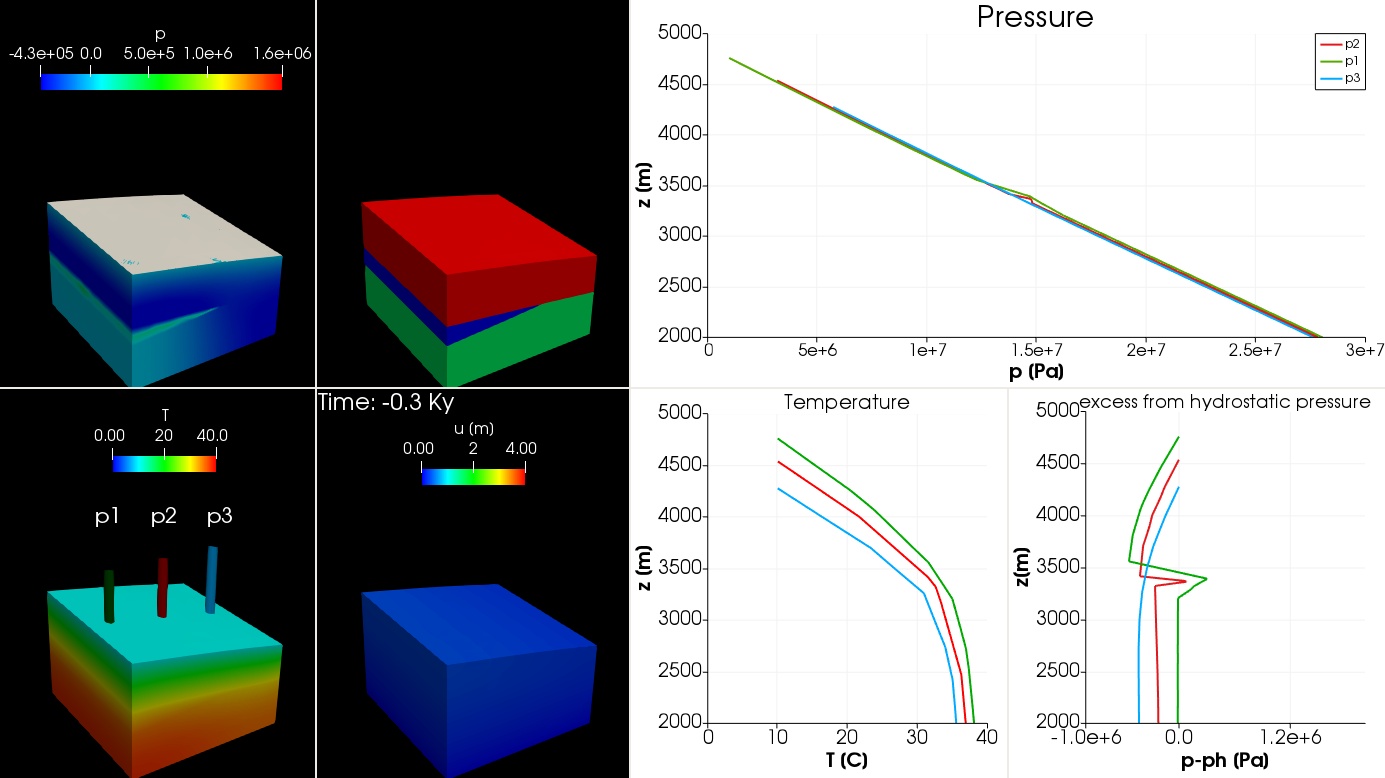 p
-4.3e+05 0.0 5.0e+5 1.0e+6 1.6e+06
Pressure
5000
4500
4000
3500
3000
2500
2000
z (m)
0 5e+6 1e+7 1.5e+7 2e+7 2.5e+7 3e+7
p (Pa)
p2
p1
p3
T
0.00 20 40.0
p1 p2 p3
Time: -0.3 Ky
u (m)
0.00 2 4.00
Temperature
5000
4500
4000
3500
3000
2500
2000
z (m)
0 10 20 30 40
T (C)
excess from hydrostatic pressure
5000
4500
4000
3500
3000
2500
2000
z(m)
-1.0e+6 0.0 1.2e+6
p-ph (Pa)